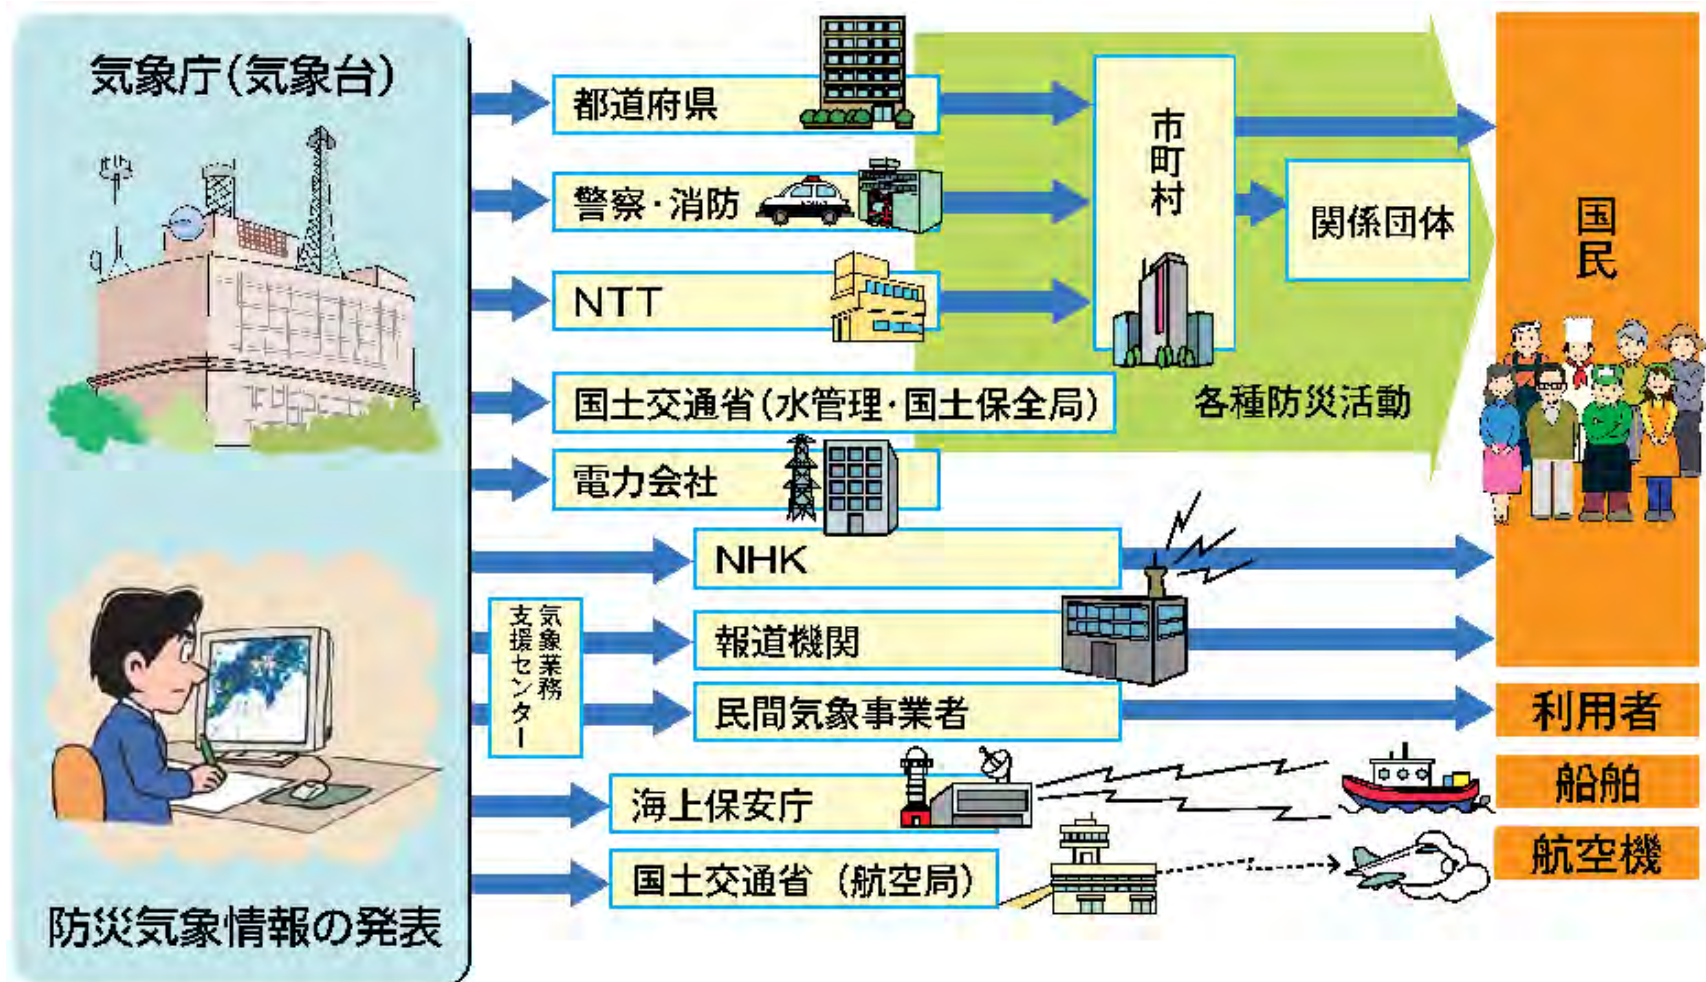 気象庁(気象台)
防災気象情報の発表
都道府県
警察・消防
NTT
国土交通省(水管理・国土保全局)
電力会社
NHK
気象業務
支援センター
報道機関
民間気象事業者
海上保安庁
国土交通省 (航空局)
市町村
関係団体
各種防災活動
国民
利用者
船舶
航空機